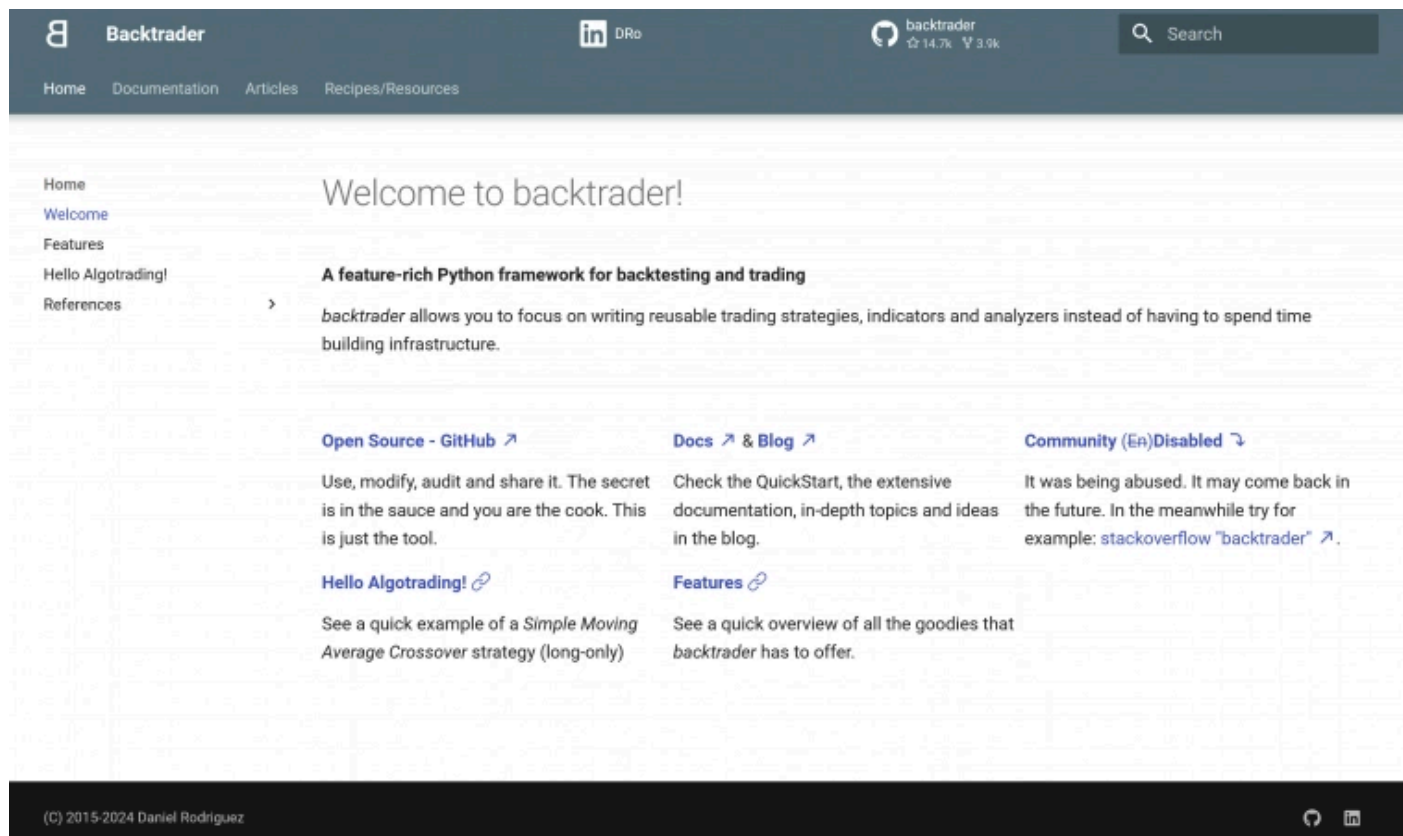 Backtrader
DRo
backtrader
14.7k 3.9k
Search
Home Documentation Articles Recipes/Resources
Home
Welcome
Features
Hello Algotrading!
References
Welcome to backtrader!
A feature-rich Python framework for backtesting and trading
backtrader allows you to focus on writing reusable trading strategies, indicators and analyzers instead of having to spend time
building infrastructure.
Open Source - GitHub
Use, modify, audit and share it. The secret
is in the sauce and you are the cook. This
is just the tool.
Docs & Blog
Check the QuickStart, the extensive
documentation, in-depth topics and ideas
in the blog.
Community (En)Disabled
It was being abused. It may come back in
the future. In the meanwhile try for
example: stackoverflow "backtrader".
Hello Algotrading!
See a quick example of a Simple Moving
Average Crossover strategy (long-only)
Features
See a quick overview of all the goodies that
backtrader has to offer.
(C) 2015-2024 Daniel Rodriguez